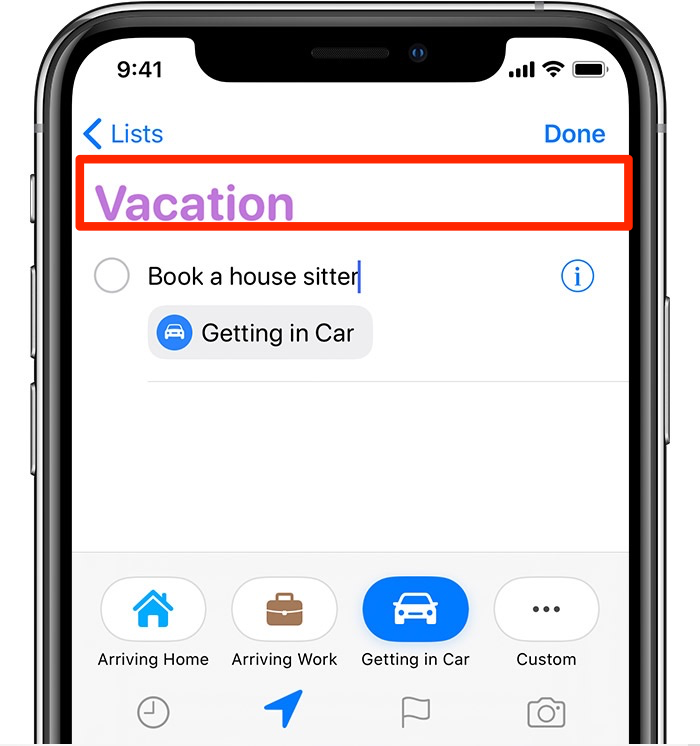 9:41
Lists
Done
Vacation
Book a house sitter
Getting in Car
Arriving Home
Arriving Work
Getting in Car
Custom